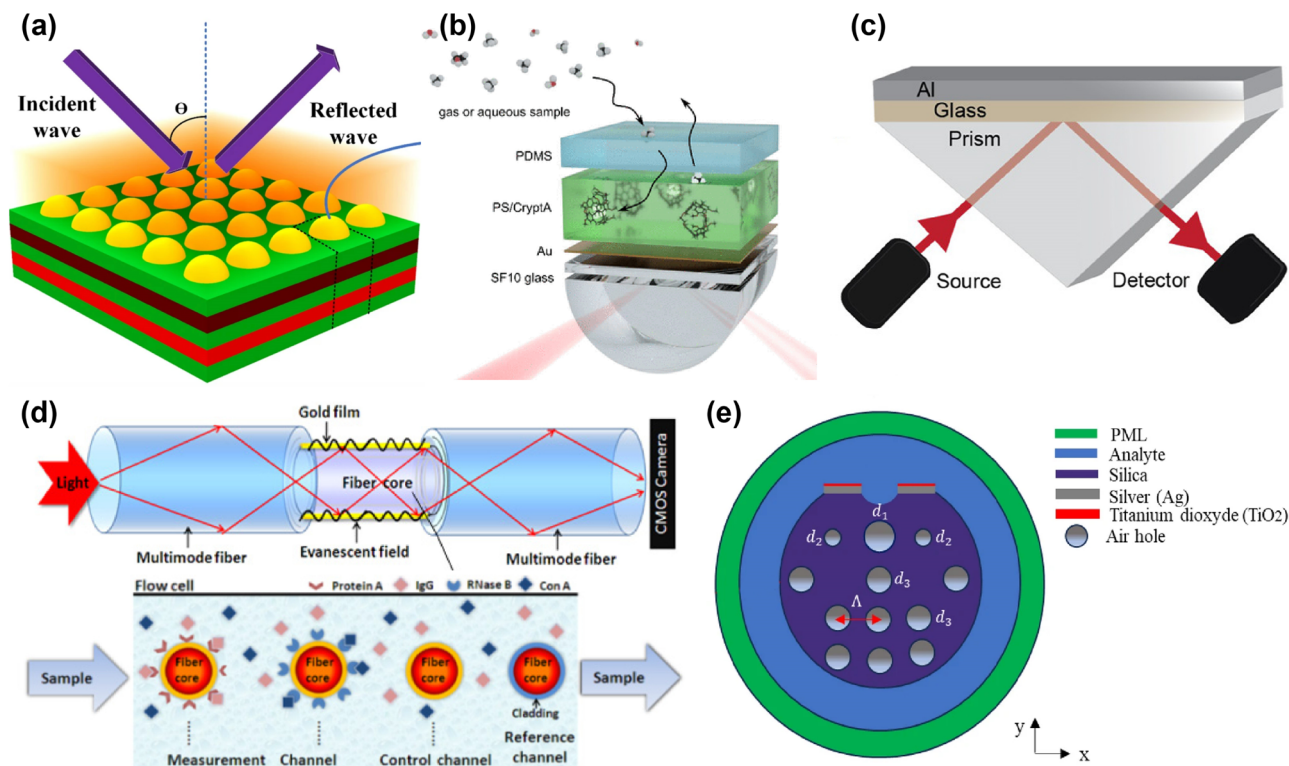 (a)
Incident
wave
Θ
Reflected
wave
(b)
gas or aqueous sample
PDMS
PS/CryptA
Au
SF10 glass
(c)
Al
Glass
Prism
Source
Detector
(d)
Gold film
Light
Fiber core
CMOS Camera
Multimode fiber
Evanescent field
Multimode fiber
Flow cell
Protein A
IgG
RNase B
Con A
Sample
Fiber
core
Fiber
core
Fiber
core
Fiber
core
Sample
Cladding
Reference
channel
Measurement
Channel
Control channel
(e)
d1
d2
d2
d3
Λ
d3
PML
Analyte
Silica
Silver (Ag)
Titanium dioxyde (TiO2)
Air hole
y
x